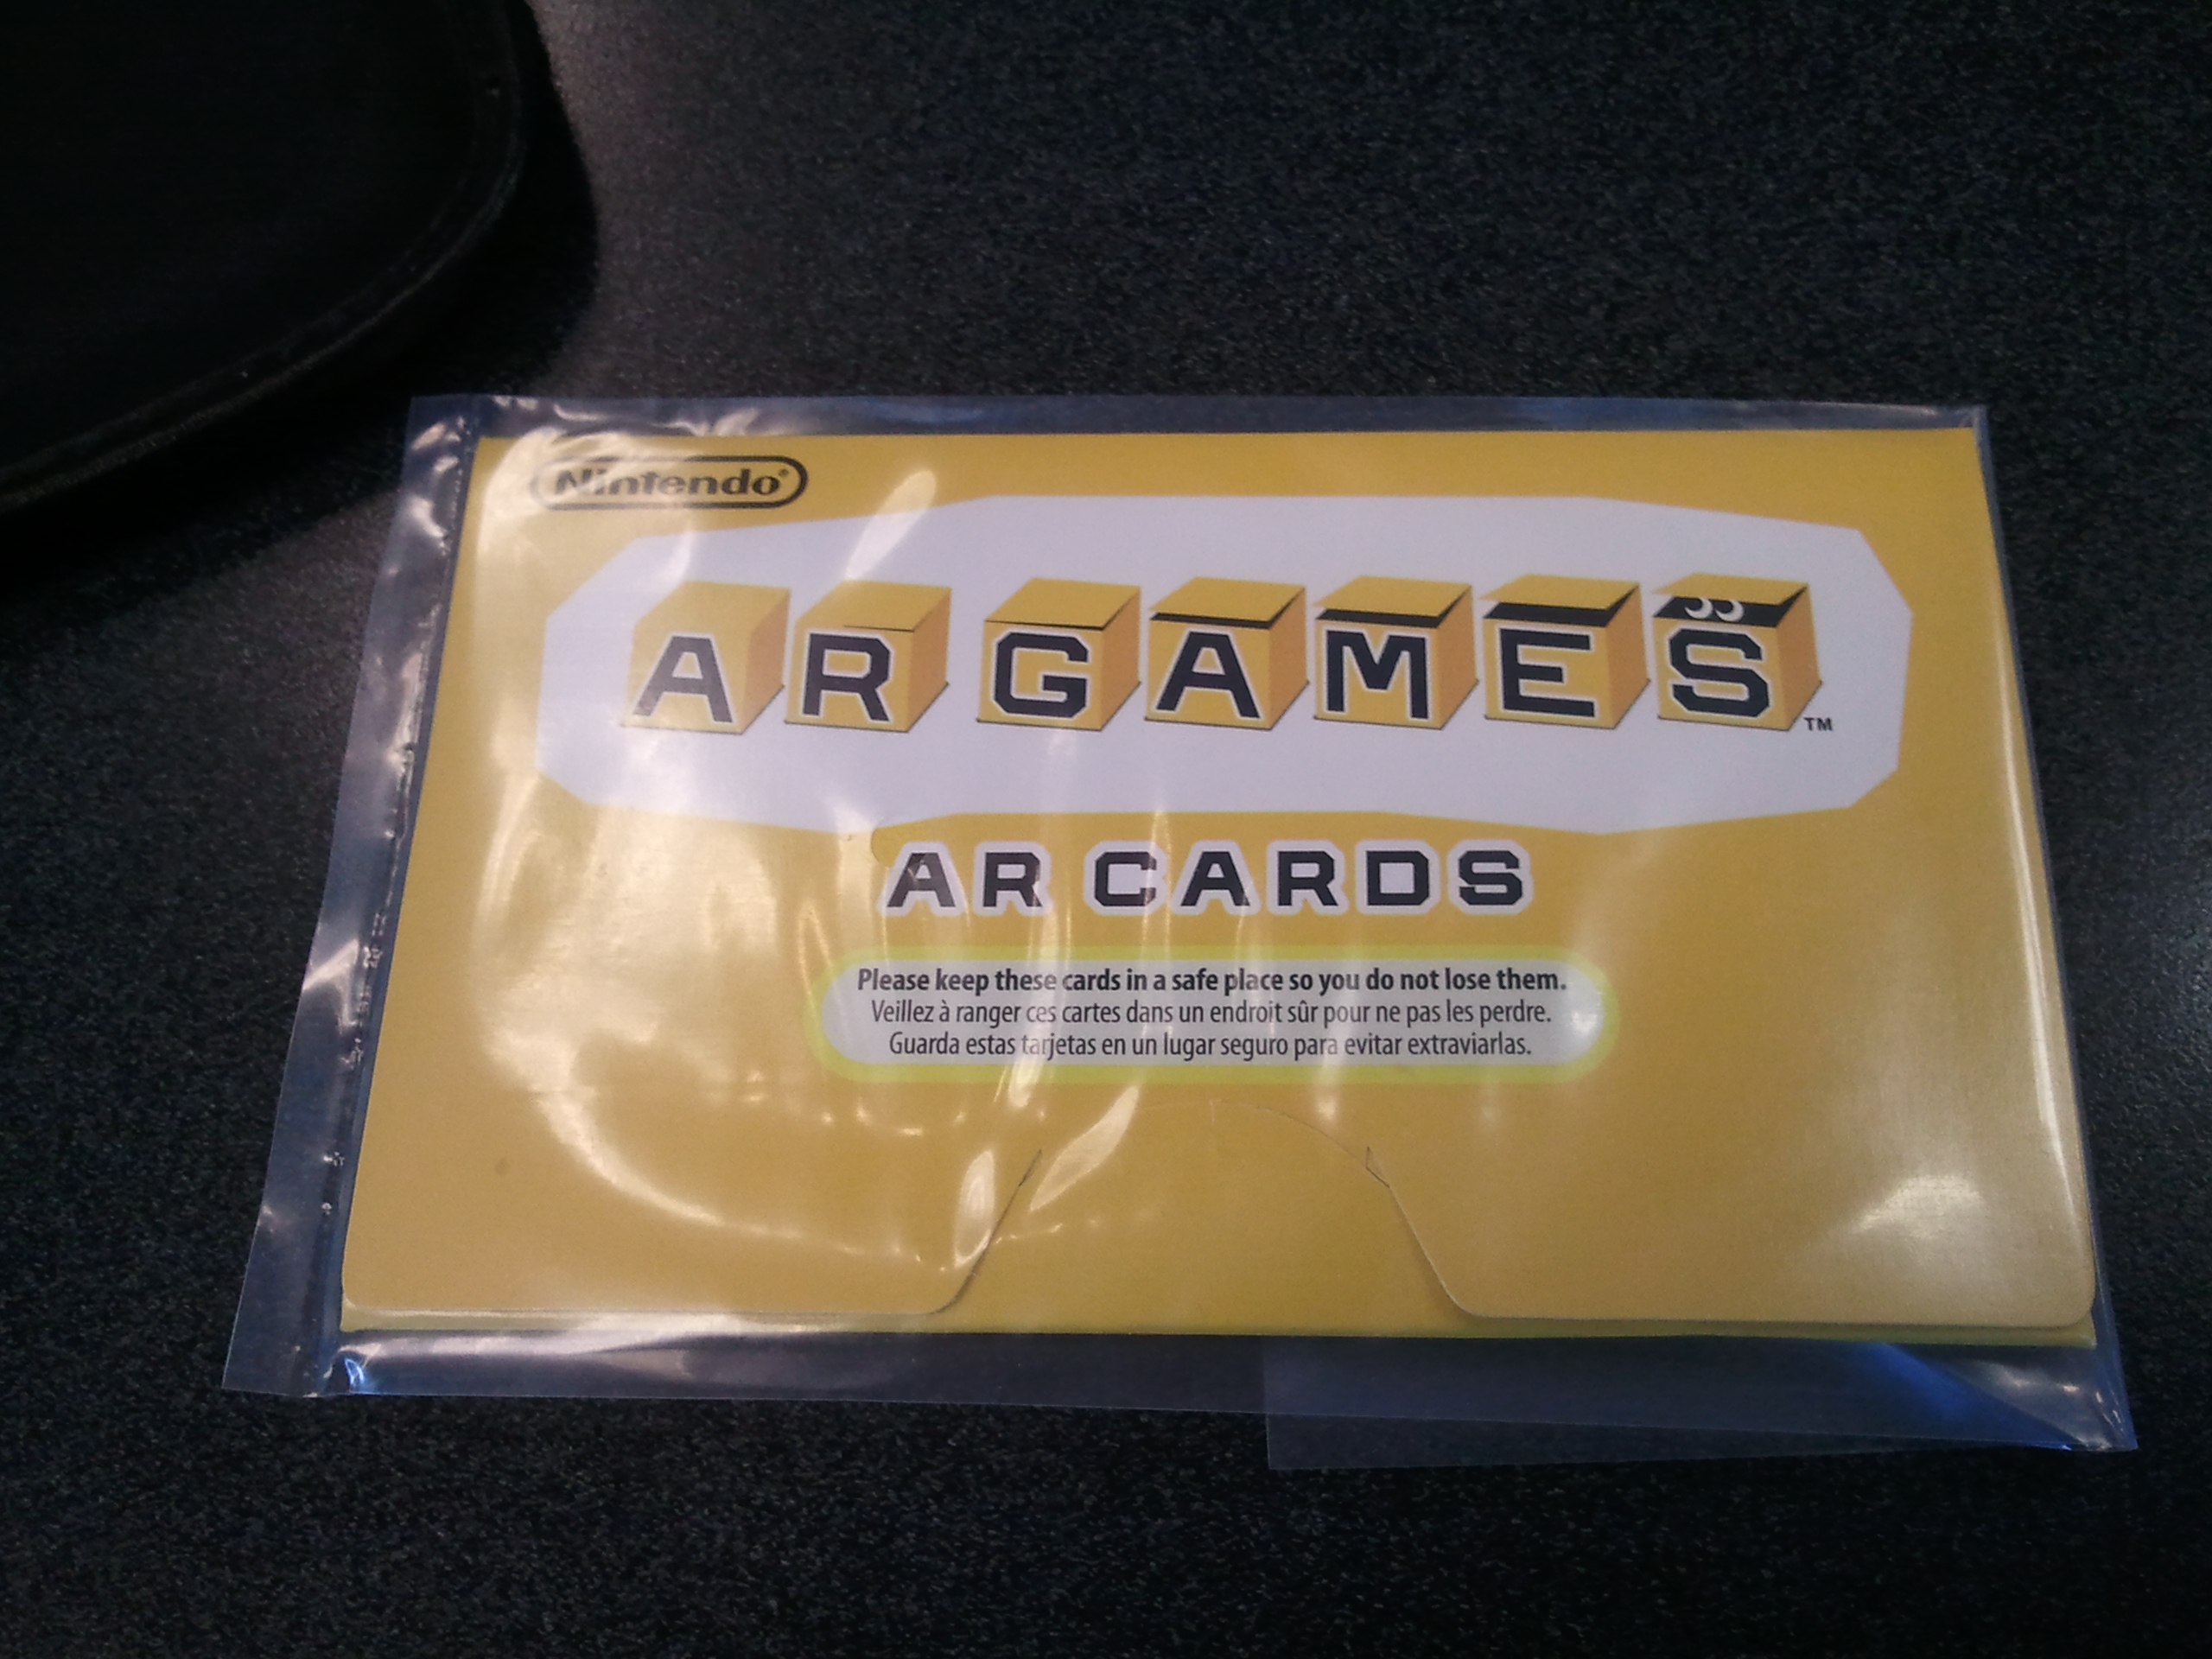 Nintendo®
AR GAMES™
AR CARDS
Please keep these cards in a safe place so you do not lose them.
Veillez à ranger ces cartes dans un endroit sûr pour ne pas les perdre.
Guarda estas tarjetas en un lugar seguro para evitar extraviarlas.